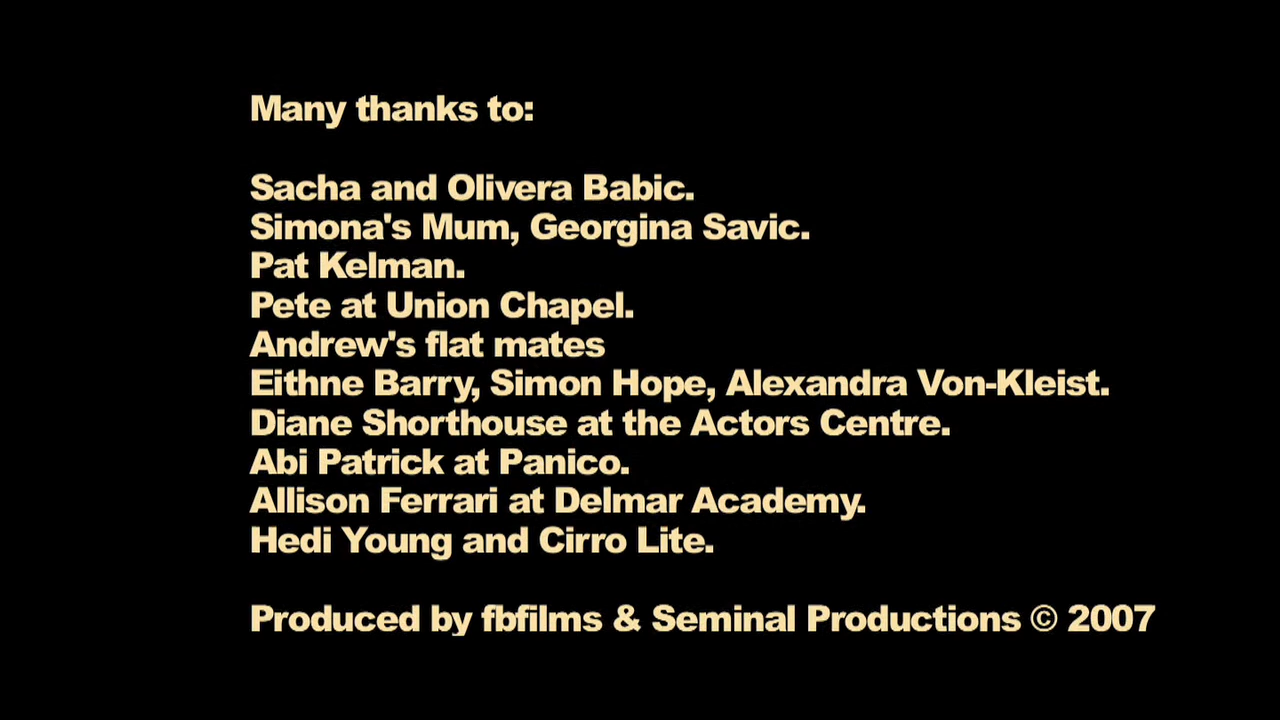 Many thanks to:
Sacha and Olivera Babic.
Simona's Mum, Georgina Savic.
Pat Kelman.
Pete at Union Chapel.
Andrew's flat mates
Eithne Barry, Simon Hope, Alexandra Von-Kleist.
Diane Shorthouse at the Actors Centre.
Abi Patrick at Panico.
Allison Ferrari at Delmar Academy.
Hedi Young and Cirro Lite.
Produced by fbfilms & Seminal Productions © 2007